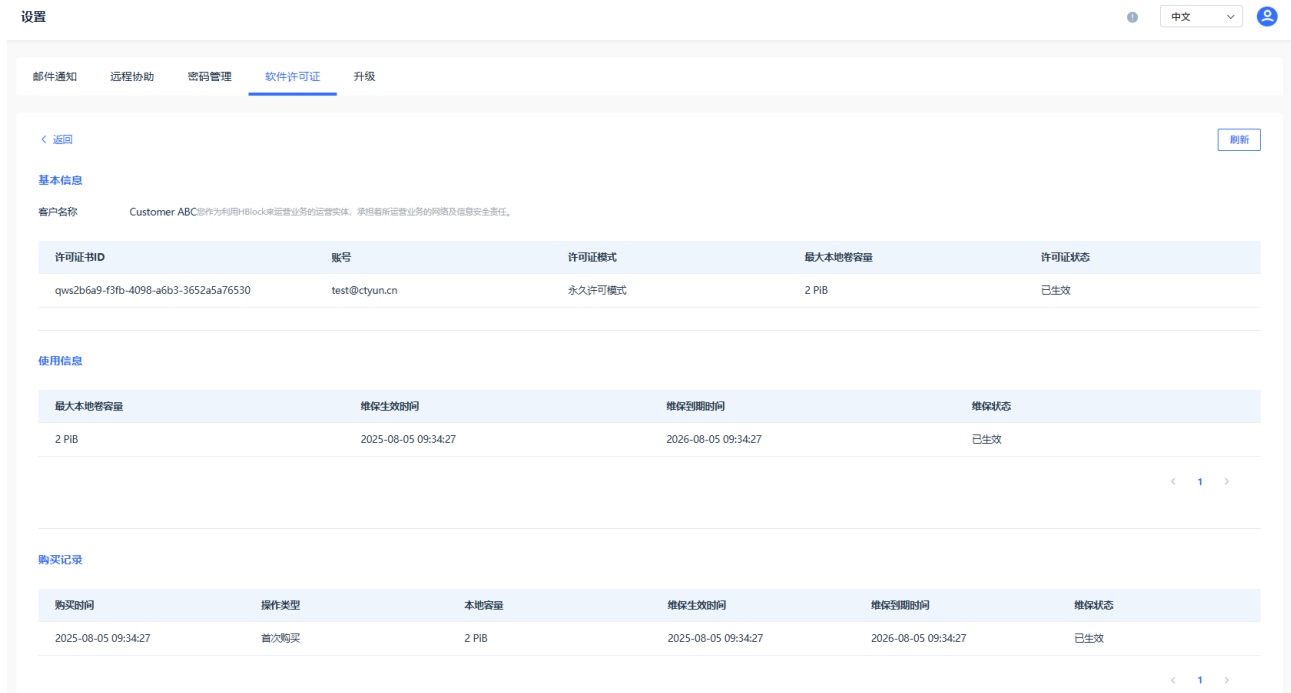 设置
中文
邮件通知 远程协助 密码管理 软件许可证 升级
返回 刷新
基本信息
客户名称 Customer ABC您作为利用HBlock来运营业务的运营实体，承担着所运营业务的网络及信息安全责任。
许可证书ID 账号 许可证模式 最大本地卷容量 许可证状态
qws2b6a9-f3fb-4098-a6b3-3652a5a76530 test@ctyun.cn 永久许可模式 2 PiB 已生效
使用信息
最大本地卷容量 维保生效时间 维保到期时间 维保状态
2 PiB 2025-08-05 09:34:27 2026-08-05 09:34:27 已生效
1
购买记录
购买时间 操作类型 本地容量 维保生效时间 维保到期时间 维保状态
2025-08-05 09:34:27 首次购买 2 PiB 2025-08-05 09:34:27 2026-08-05 09:34:27 已生效
1